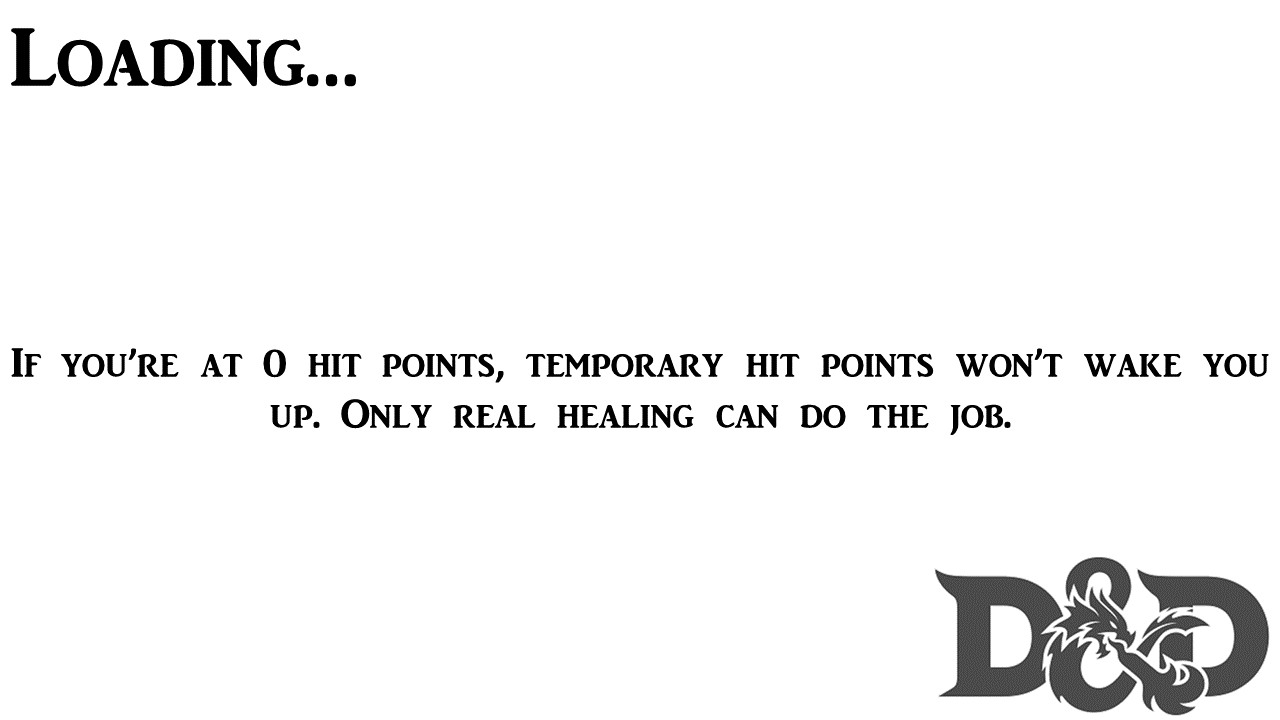 Loading...
If you're at 0 hit points, temporary hit points won't wake you
up. Only real healing can do the job.
D&D